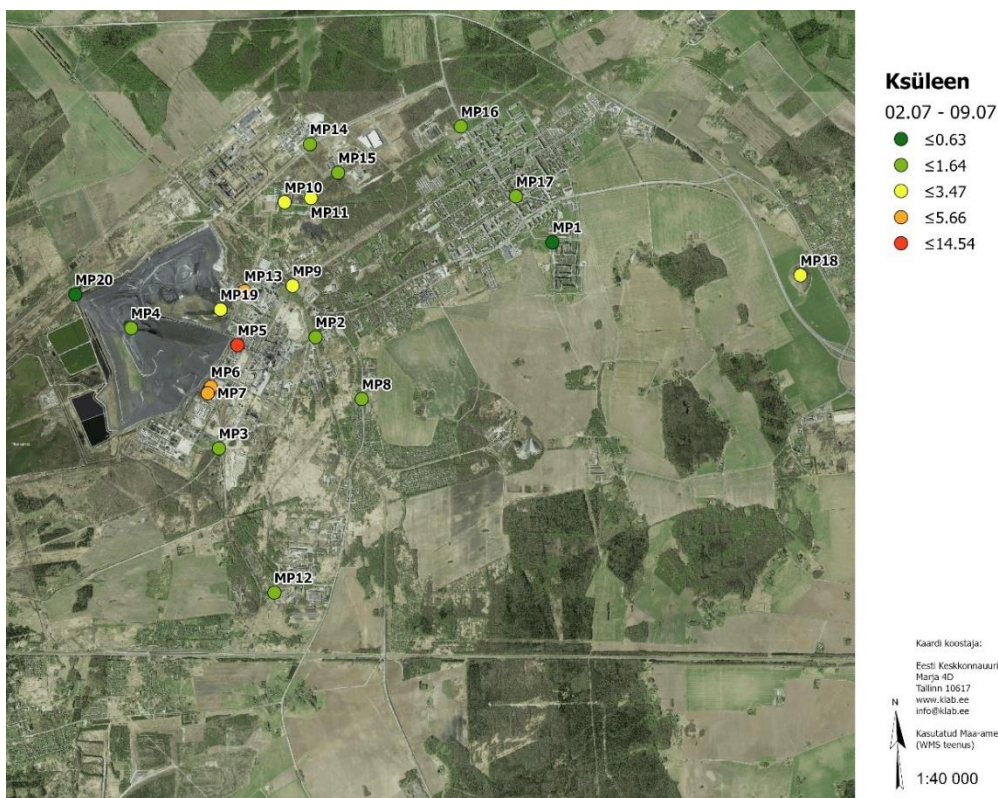 Ksüleen
02.07 - 09.07
≤0.63
≤1.64
≤3.47
≤5.66
≤14.54
MP16
MP14
MP15
MP17
MP10
MP11
MP1
MP18
MP20
MP13
MP9
MP19
MP4
MP5
MP2
MP6
MP7
MP8
MP3
MP12
Kaardi koostaja:
Eesti Keskkonnauuri
Marja 4D
Tallinn 10617
www.klab.ee
info@klab.ee
N
Kasutatud Maa-ame
(WMS teenus)
1:40 000